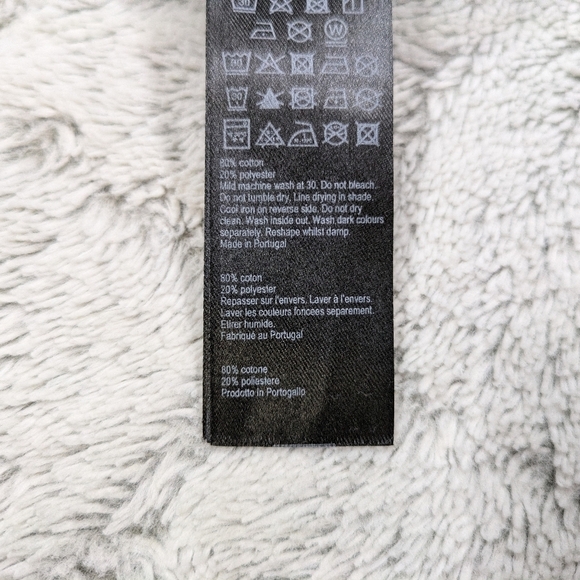 80% cotton
20% polyester
Mild machine wash at 30. Do not bleach.
Do not tumble dry, Line drying in shade.
Cool iron on reverse side. Do not dry
clean. Wash inside out. Wash dark colours
separately. Reshape whilst damp.
Made in Portugal
80% coton
20% polyester
Repasser sur l'envers. Laver à l'envers.
Laver les couleurs foncees separement.
Etirer humide.
Fabriqué au Portugal
80% cotone
20% poliestere
Prodotto in Portogallo